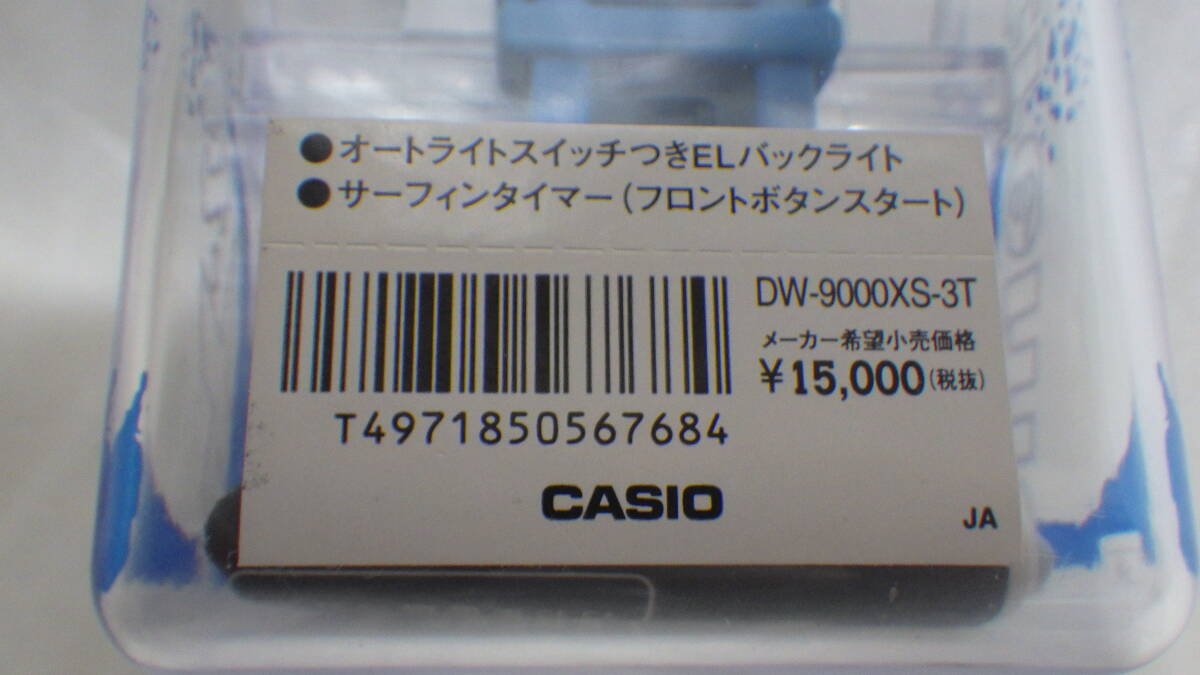 ●オートライトスイッチつきELバックライト
●サーフィンタイマー(フロントボタンスタート)
DW-9000XS-3T
メーカー希望小売価格
¥15,000(税抜)
T4971850567684
CASIO
JA